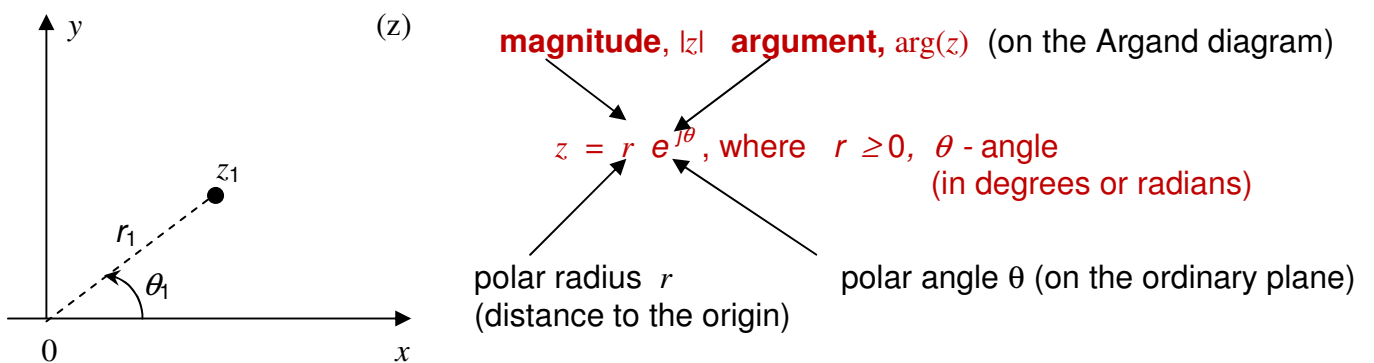 y
(z)
z₁
r₁
θ₁
0
x
magnitude, |z| argument, arg(z) (on the Argand diagram)
z = r e^{jθ}, where r ≥ 0, θ - angle
(in degrees or radians)
polar radius r
(distance to the origin)
polar angle θ (on the ordinary plane)